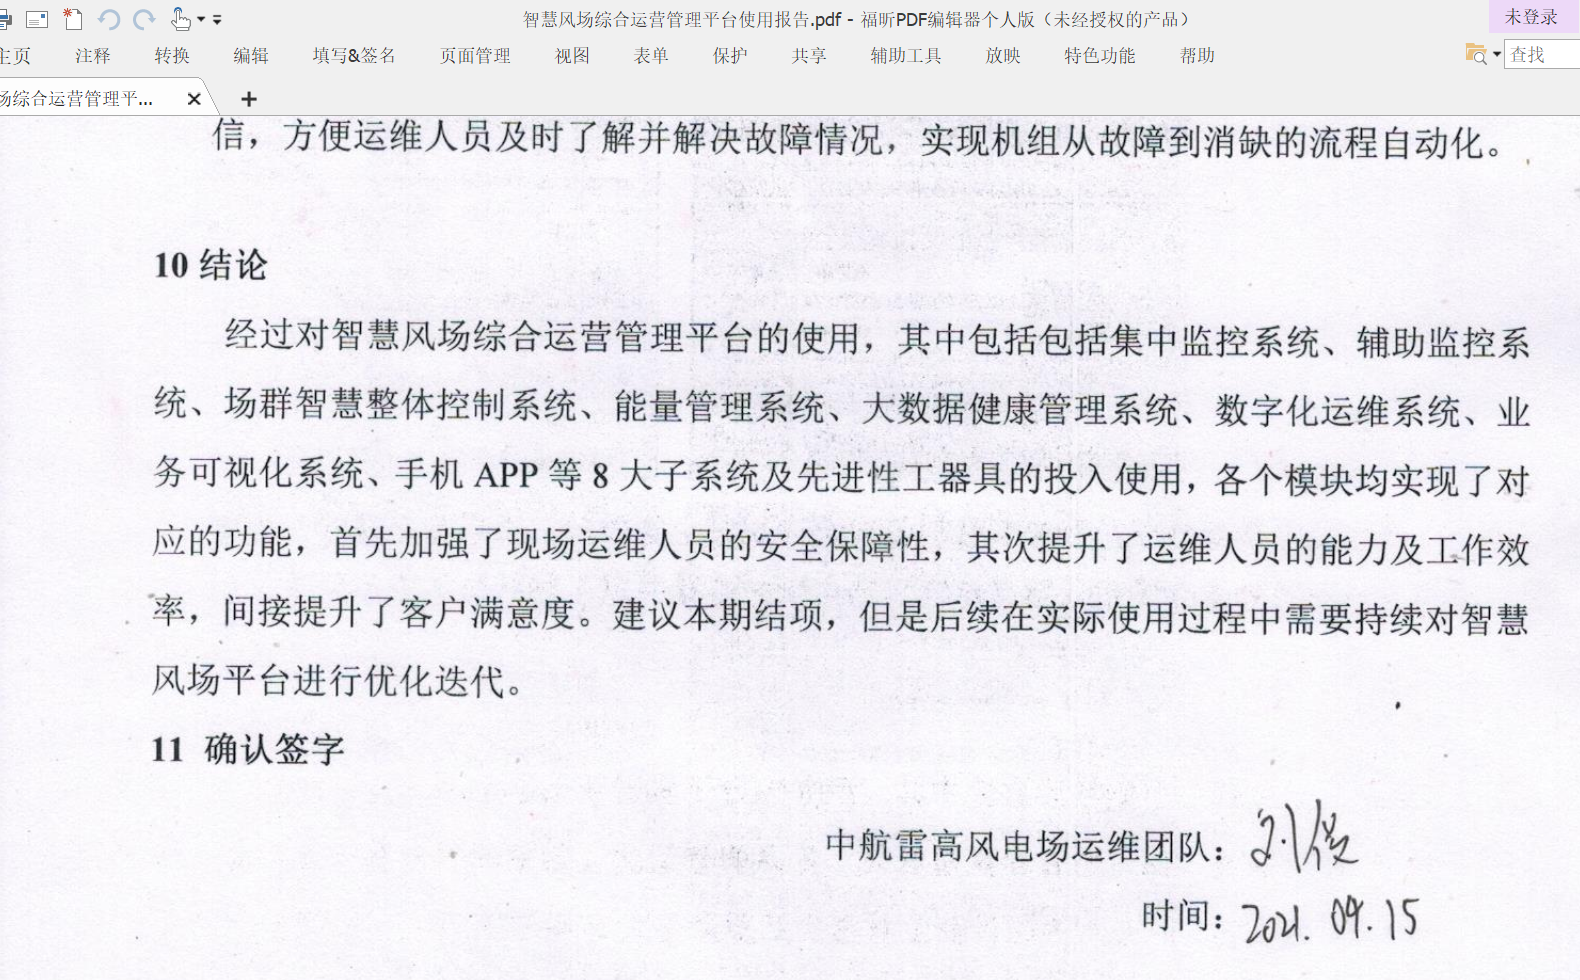 智慧风场综合运营管理平台使用报告.pdf - 福昕PDF编辑器个人版（未经授权的产品）
未登录
主页 注释 转换 编辑 填写&签名 页面管理 视图 表单 保护 共享 辅助工具 放映 特色功能 帮助
查找
场综合运营管理平...
信，方便运维人员及时了解并解决故障情况，实现机组从故障到消缺的流程自动化。
10 结论
经过对智慧风场综合运营管理平台的使用，其中包括包括集中监控系统、辅助监控系
统、场群智慧整体控制系统、能量管理系统、大数据健康管理系统、数字化运维系统、业
务可视化系统、手机 APP 等 8 大子系统及先进性工器具的投入使用，各个模块均实现了对
应的功能，首先加强了现场运维人员的安全保障性，其次提升了运维人员的能力及工作效
率，间接提升了客户满意度。建议本期结项，但是后续在实际使用过程中需要持续对智慧
风场平台进行优化迭代。
11 确认签字
中航雷高风电场运维团队：刘俊
时间：2021.09.15